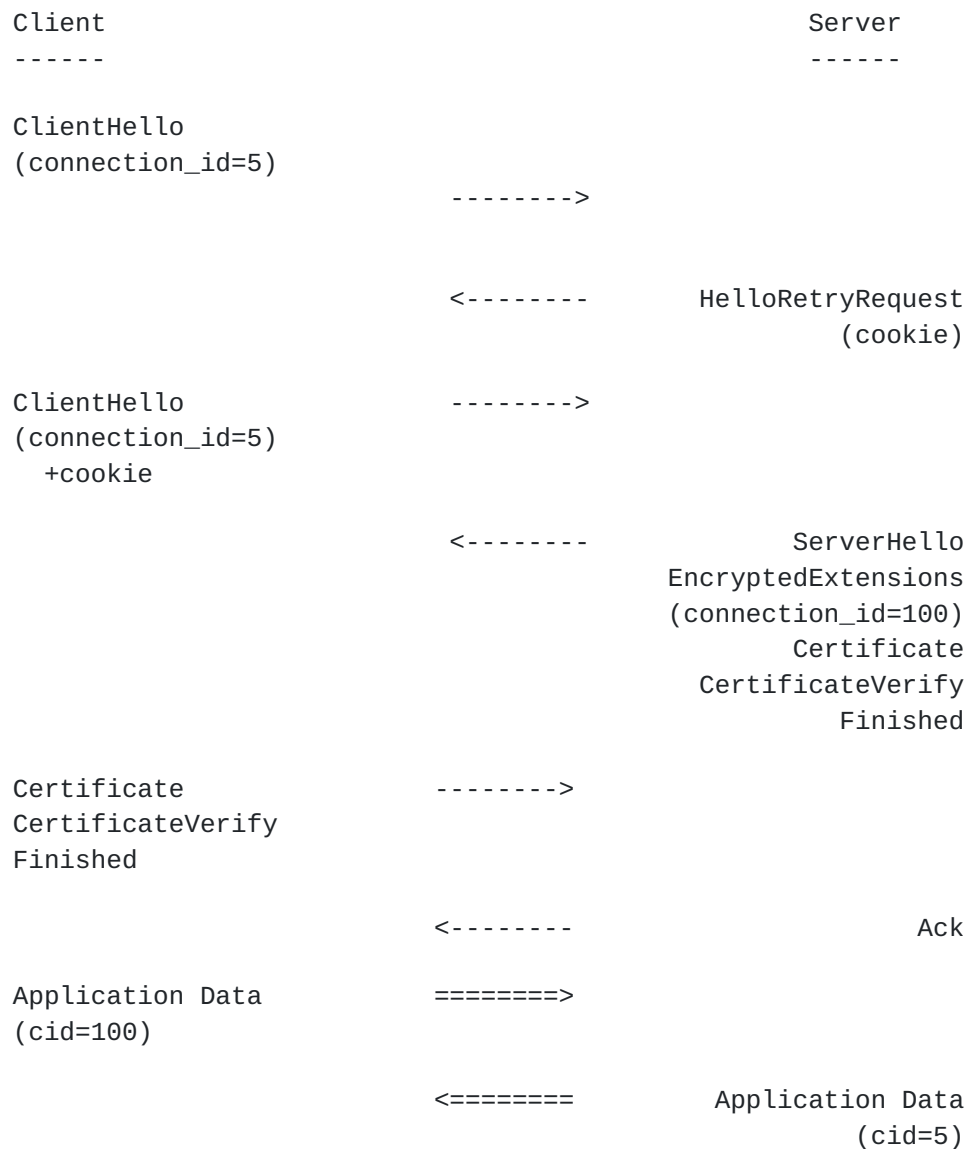 Client                                             Server
------                                             ------

ClientHello
(connection_id=5)
                            -------->


                            <--------       HelloRetryRequest
                                                     (cookie)

ClientHello                 -------->
(connection_id=5)
  +cookie

                            <--------             ServerHello
                                          EncryptedExtensions
                                          (connection_id=100)
                                                  Certificate
                                            CertificateVerify
                                                     Finished

Certificate                -------->
CertificateVerify
Finished

                           <--------                      Ack

Application Data           ========>
(cid=100)

                           <========         Application Data
                                                      (cid=5)